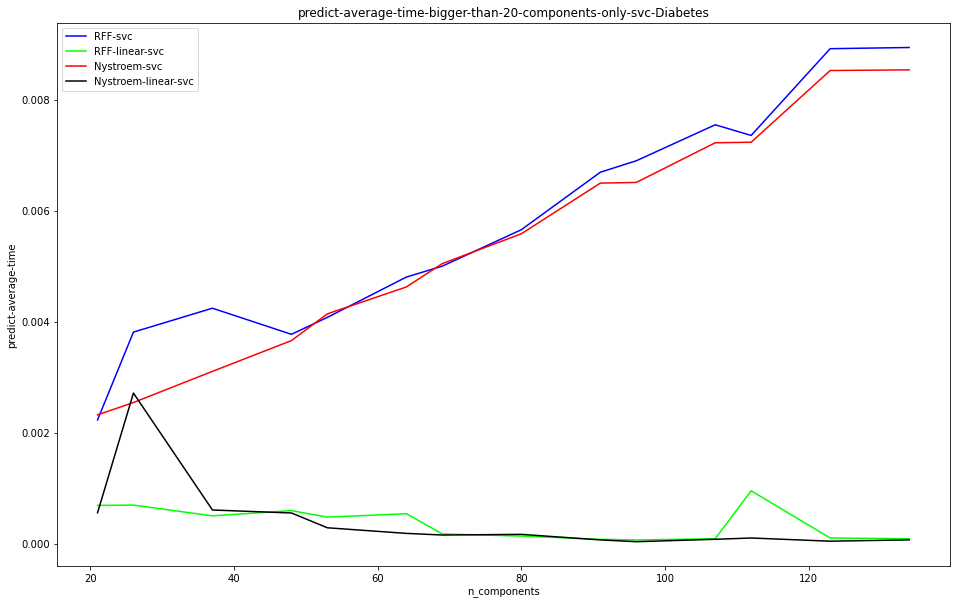 predict-average-time-bigger-than-20-components-only-svc-Diabetes
RFF-svc
RFF-linear-svc
Nystroem-svc
Nystroem-linear-svc
predict-average-time
0.008
0.006
0.004
0.002
0.000
20 40 60 80 100 120
n_components